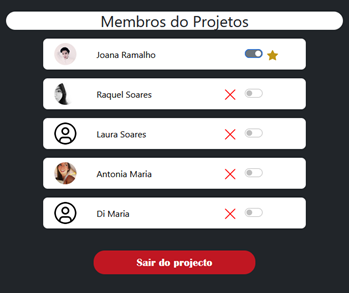 Membros do Projetos
Joana Ramalho
Raquel Soares
Laura Soares
Antonia Maria
Di Maria
Sair do projecto